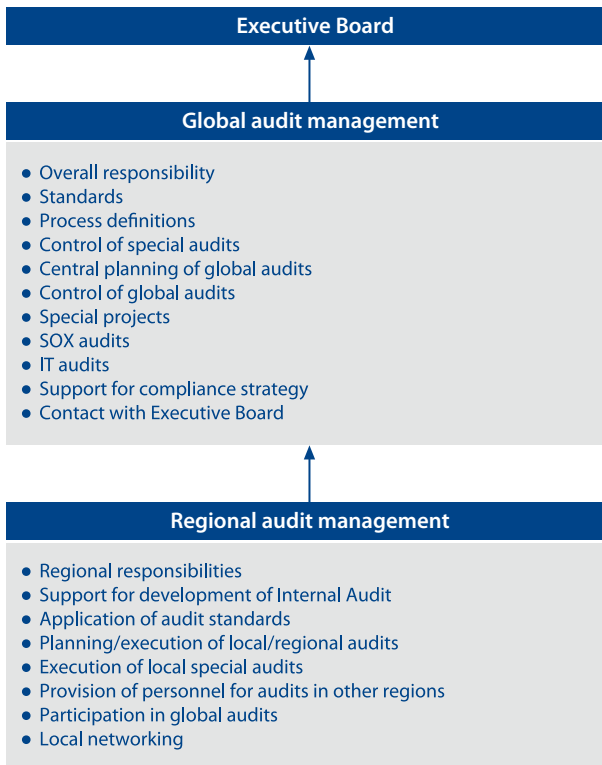 Executive Board
Global audit management
● Overall responsibility
● Standards
● Process definitions
● Control of special audits
● Central planning of global audits
● Control of global audits
● Special projects
● SOX audits
● IT audits
● Support for compliance strategy
● Contact with Executive Board
Regional audit management
● Regional responsibilities
● Support for development of Internal Audit
● Application of audit standards
● Planning/execution of local/regional audits
● Execution of local special audits
● Provision of personnel for audits in other regions
● Participation in global audits
● Local networking